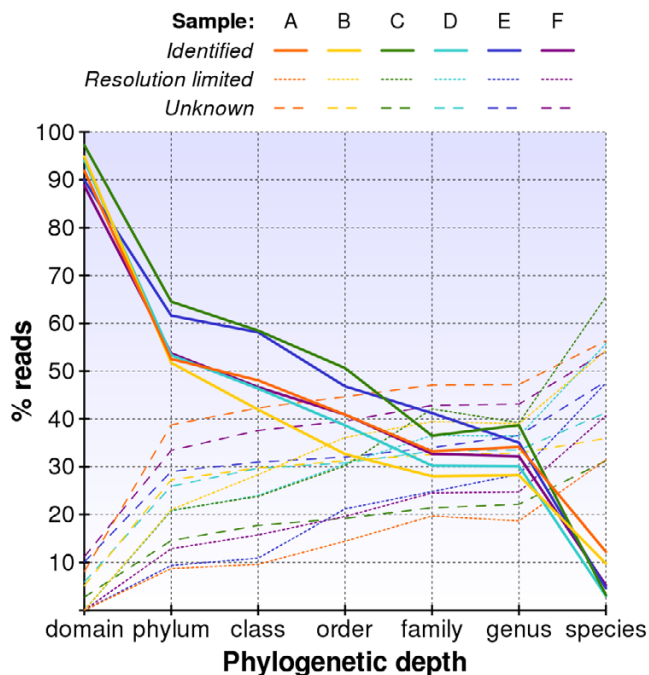 Sample: A B C D E F
Identified
Resolution limited
Unknown
100
90
80
70
60
50
40
30
20
10
% reads
domain phylum class order family genus species
Phylogenetic depth